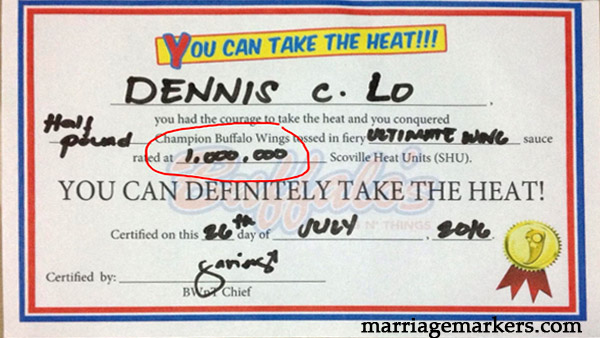 YOU CAN TAKE THE HEAT!!!
DENNIS C. LO,
you had the courage to take the heat and you conquered
Half pound Champion Buffalo Wings tossed in fiery ULTIMATE WING sauce
rated at 1,000,000 Scoville Heat Units (SHU).
Buffalo's
YOU CAN DEFINITELY TAKE THE HEAT!
N' THINGS
Certified on this 26th day of JULY, 2016
Certified by:
BWnT Chief
marriagemarkers.com